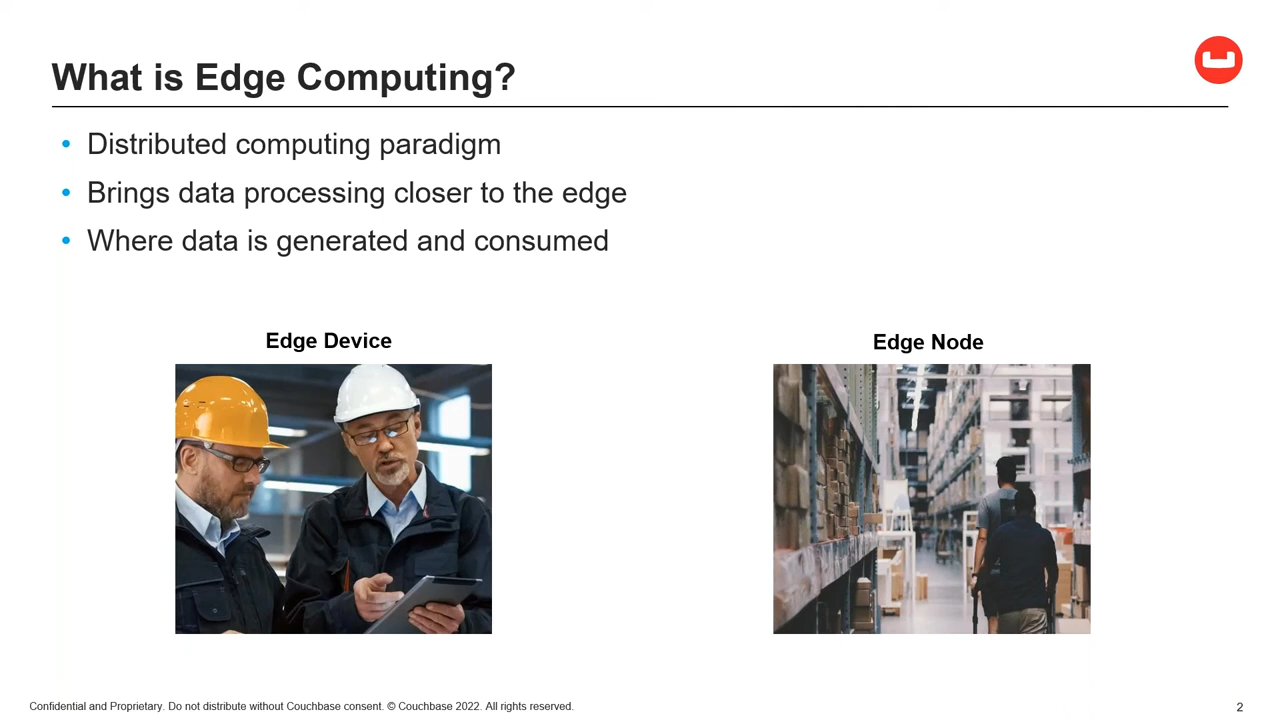 What is Edge Computing?
• Distributed computing paradigm
• Brings data processing closer to the edge
• Where data is generated and consumed
Edge Device
Edge Node
Confidential and Proprietary. Do not distribute without Couchbase consent. © Couchbase 2022. All rights reserved.
2